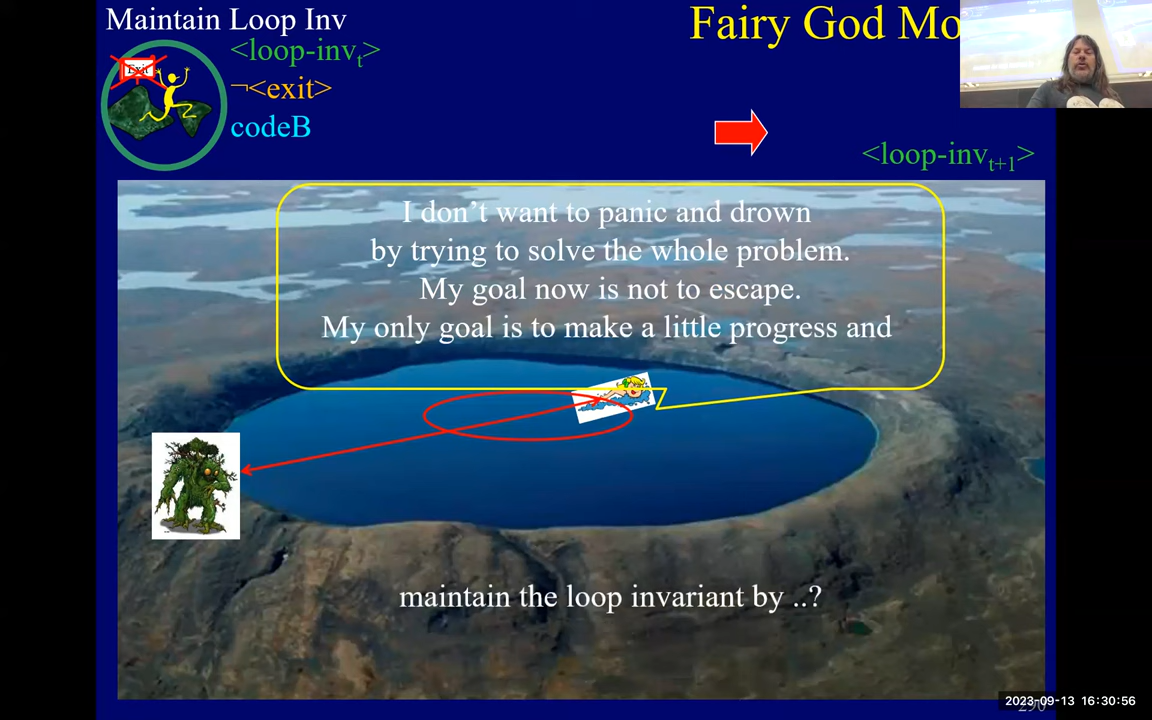 Maintain Loop Inv
Fairy God Mo
<loop-invt>
Exit
¬<exit>
codeB
<loop-invt+1>
I don't want to panic and drown
by trying to solve the whole problem.
My goal now is not to escape.
My only goal is to make a little progress and
maintain the loop invariant by ..?
2023-09-13 16:30:56